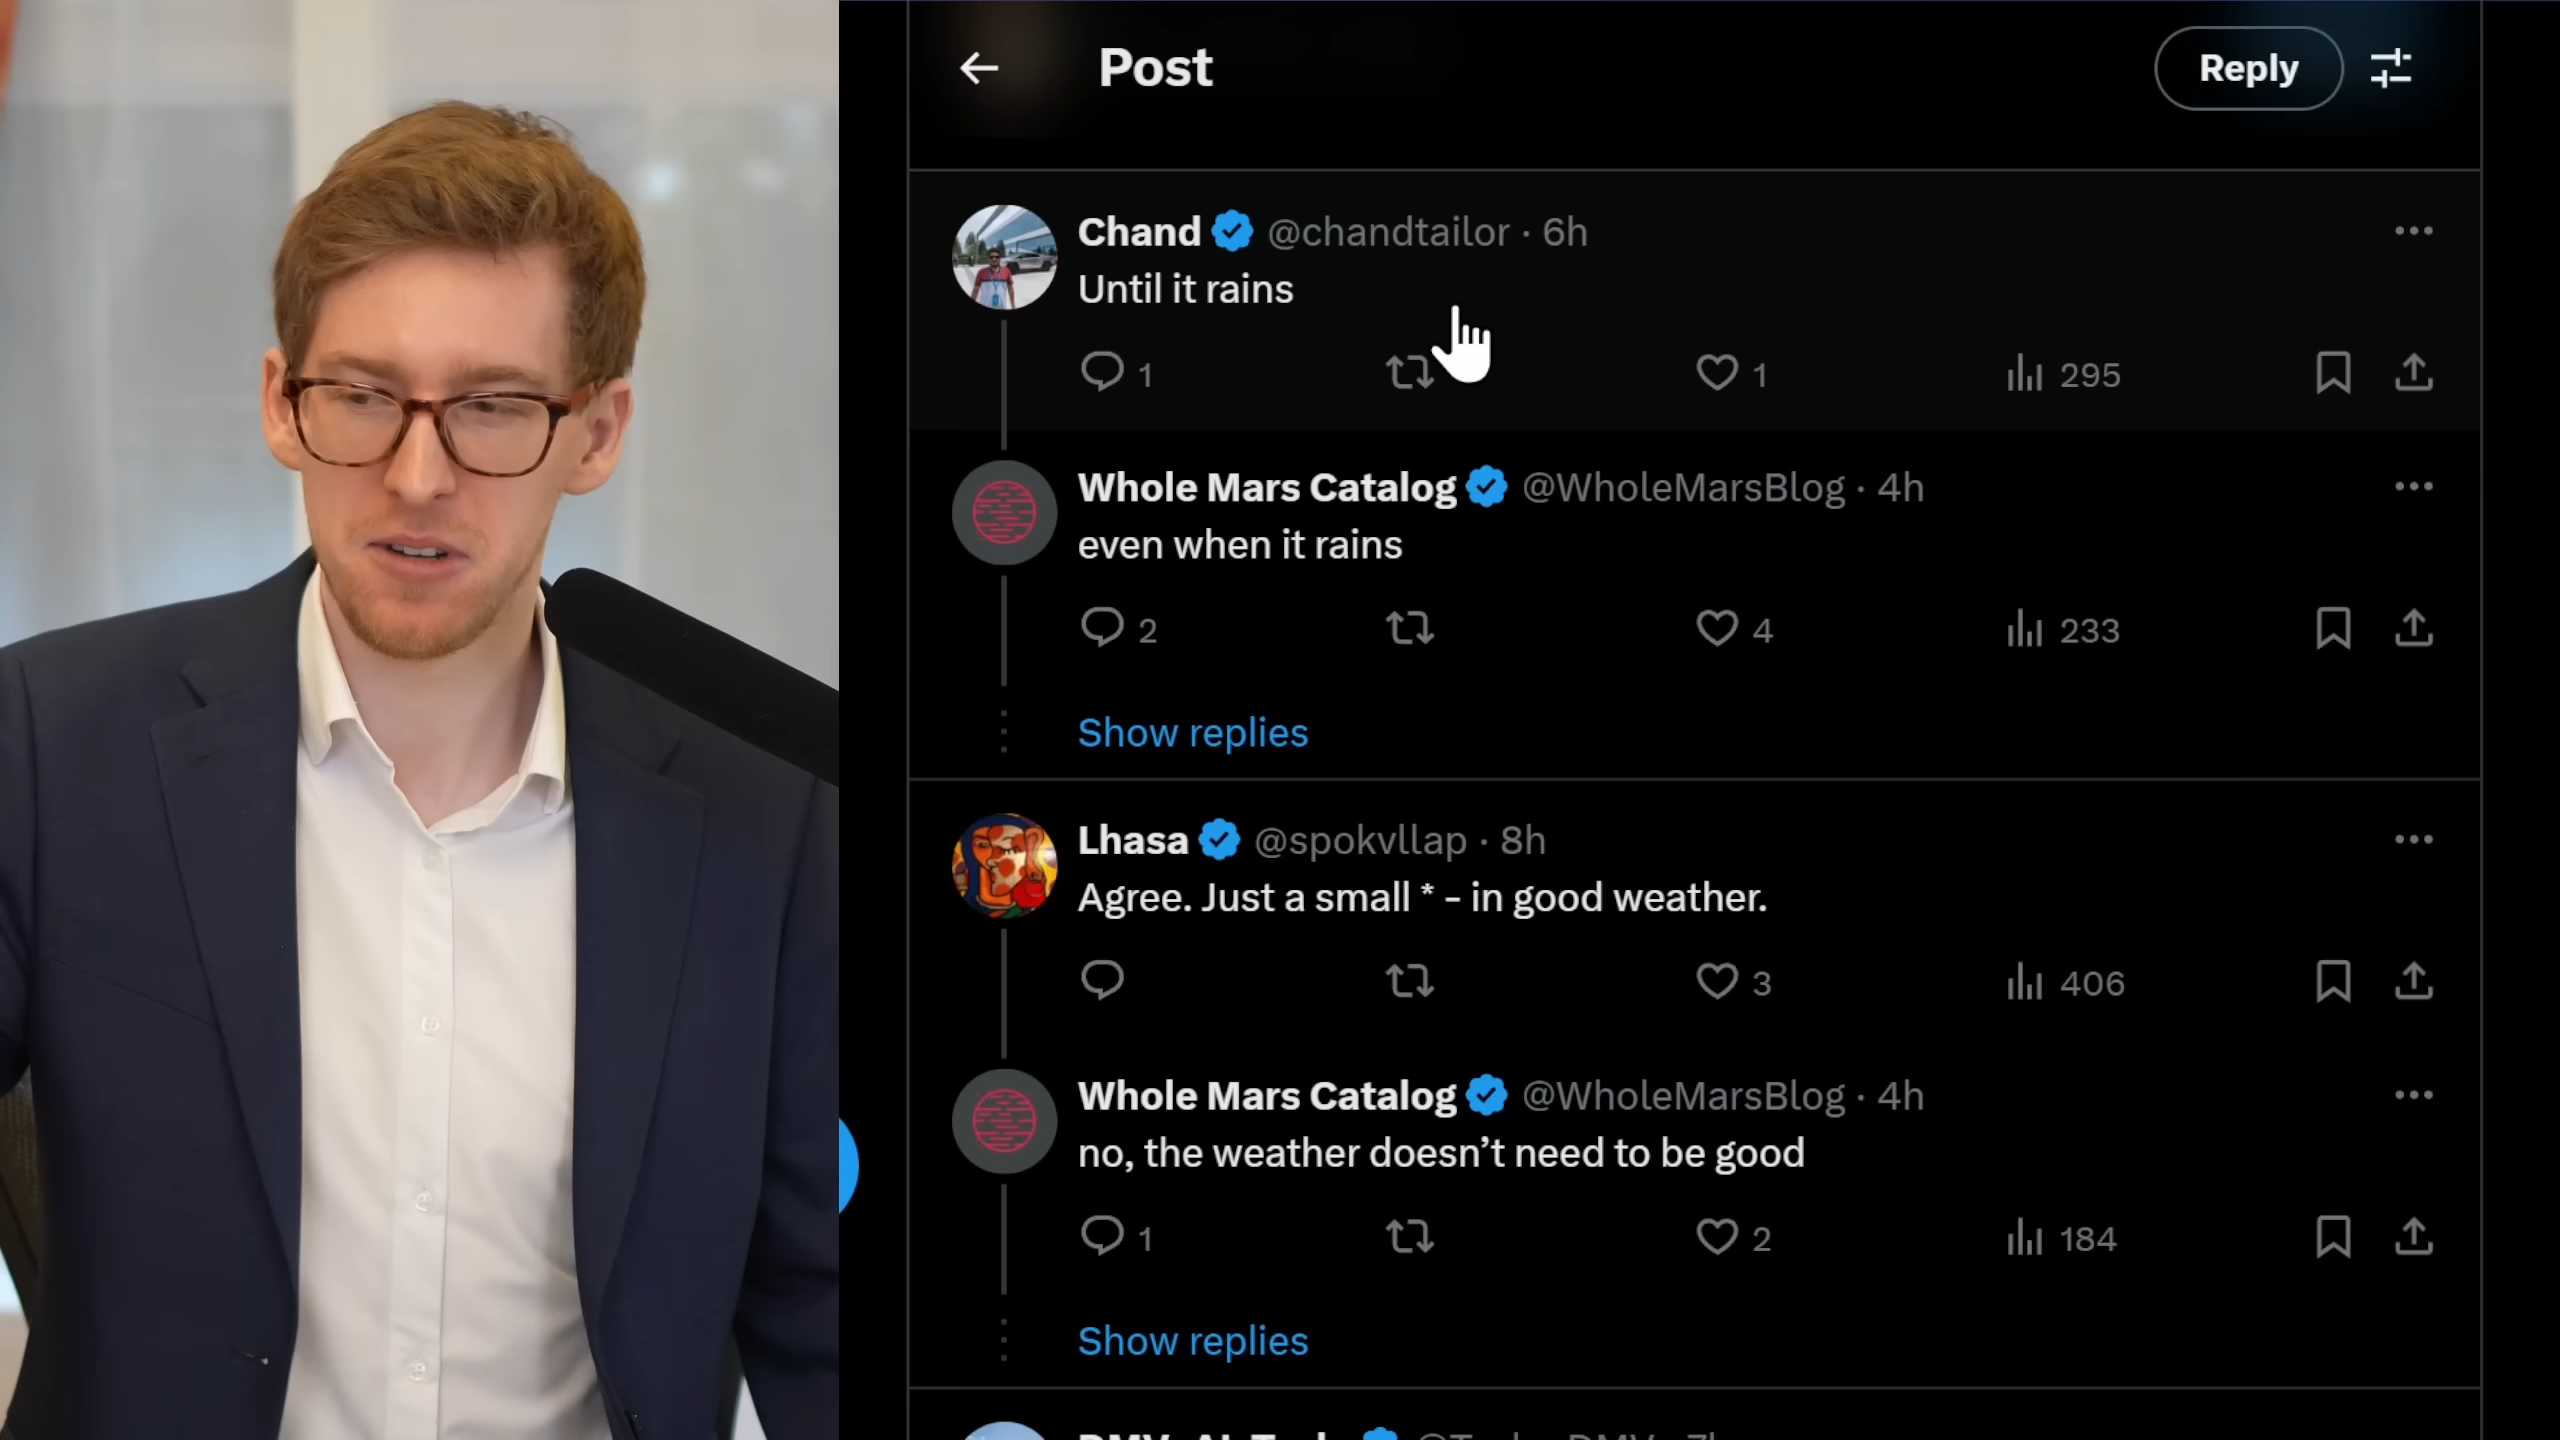 Post
Reply
Chand @chandtailor · 6h
Until it rains
1 1 295
Whole Mars Catalog @WholeMarsBlog · 4h
even when it rains
2 4 233
Show replies
Lhasa @spokvllap · 8h
Agree. Just a small * - in good weather.
3 406
Whole Mars Catalog @WholeMarsBlog · 4h
no, the weather doesn’t need to be good
1 2 184
Show replies